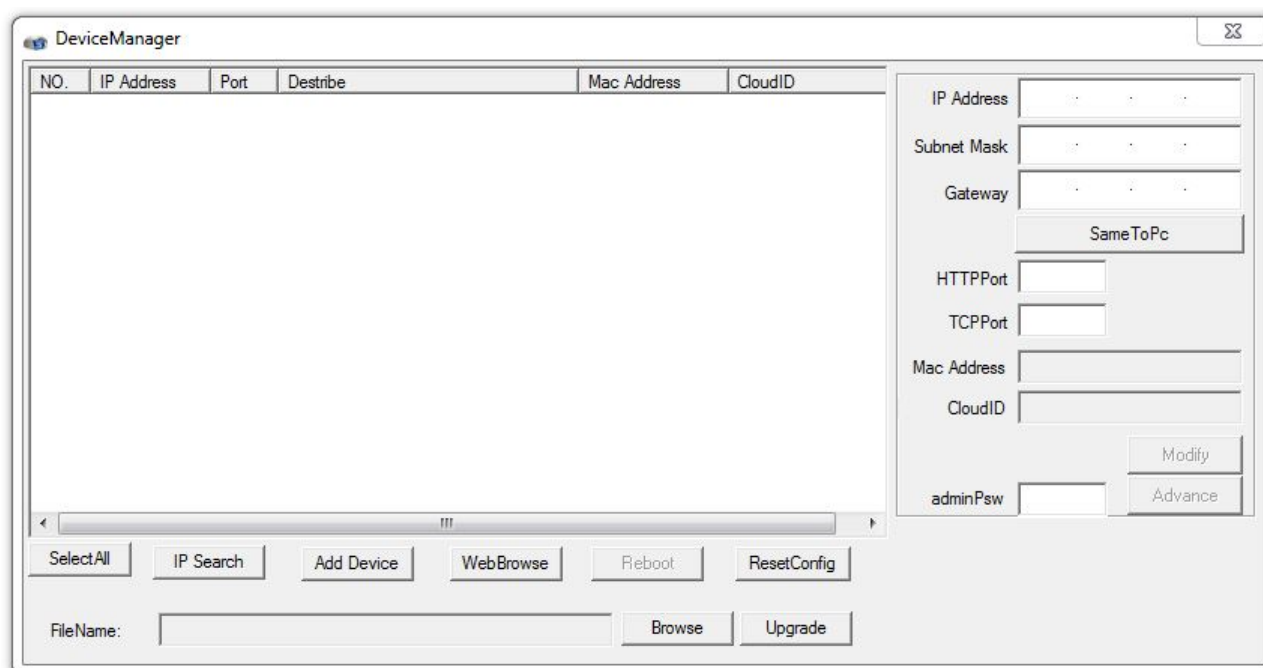 DeviceManager
NO. IP Address Port Destribe Mac Address CloudID
IP Address
Subnet Mask
Gateway
SameToPc
HTTPPort
TCPPort
Mac Address
CloudID
Modify
adminPsw Advance
SelectAll IP Search Add Device WebBrowse Reboot ResetConfig
FileName: Browse Upgrade